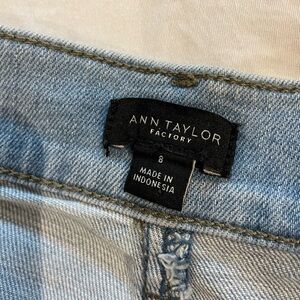 ANN TAYLOR
FACTORY
8
MADE IN
INDONESIA